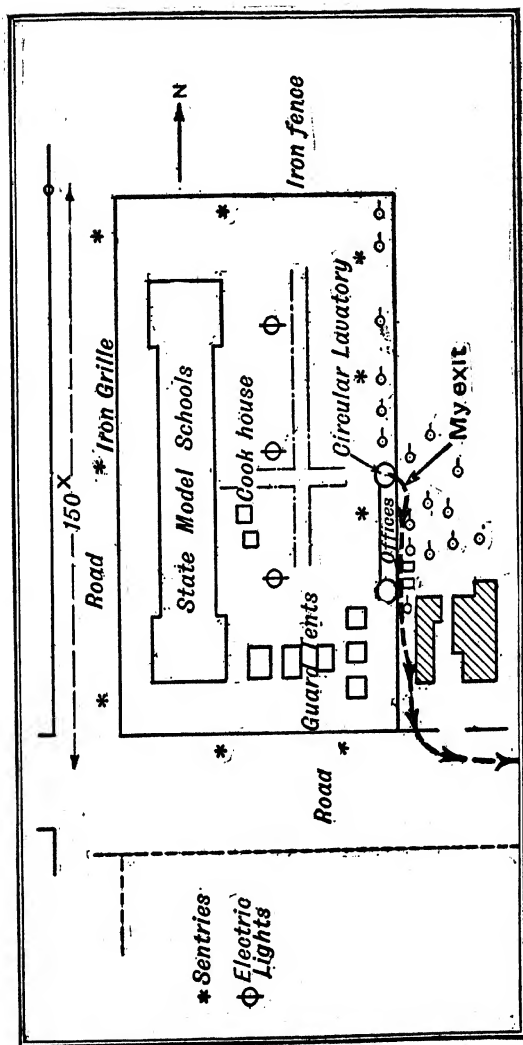 N
150ˣ
Road
Iron Grille
Iron fence
State Model Schools
Cook house
Circular Lavatory
Guard Tents
Offices
My exit
Road
* Sentries
Electric
Lights